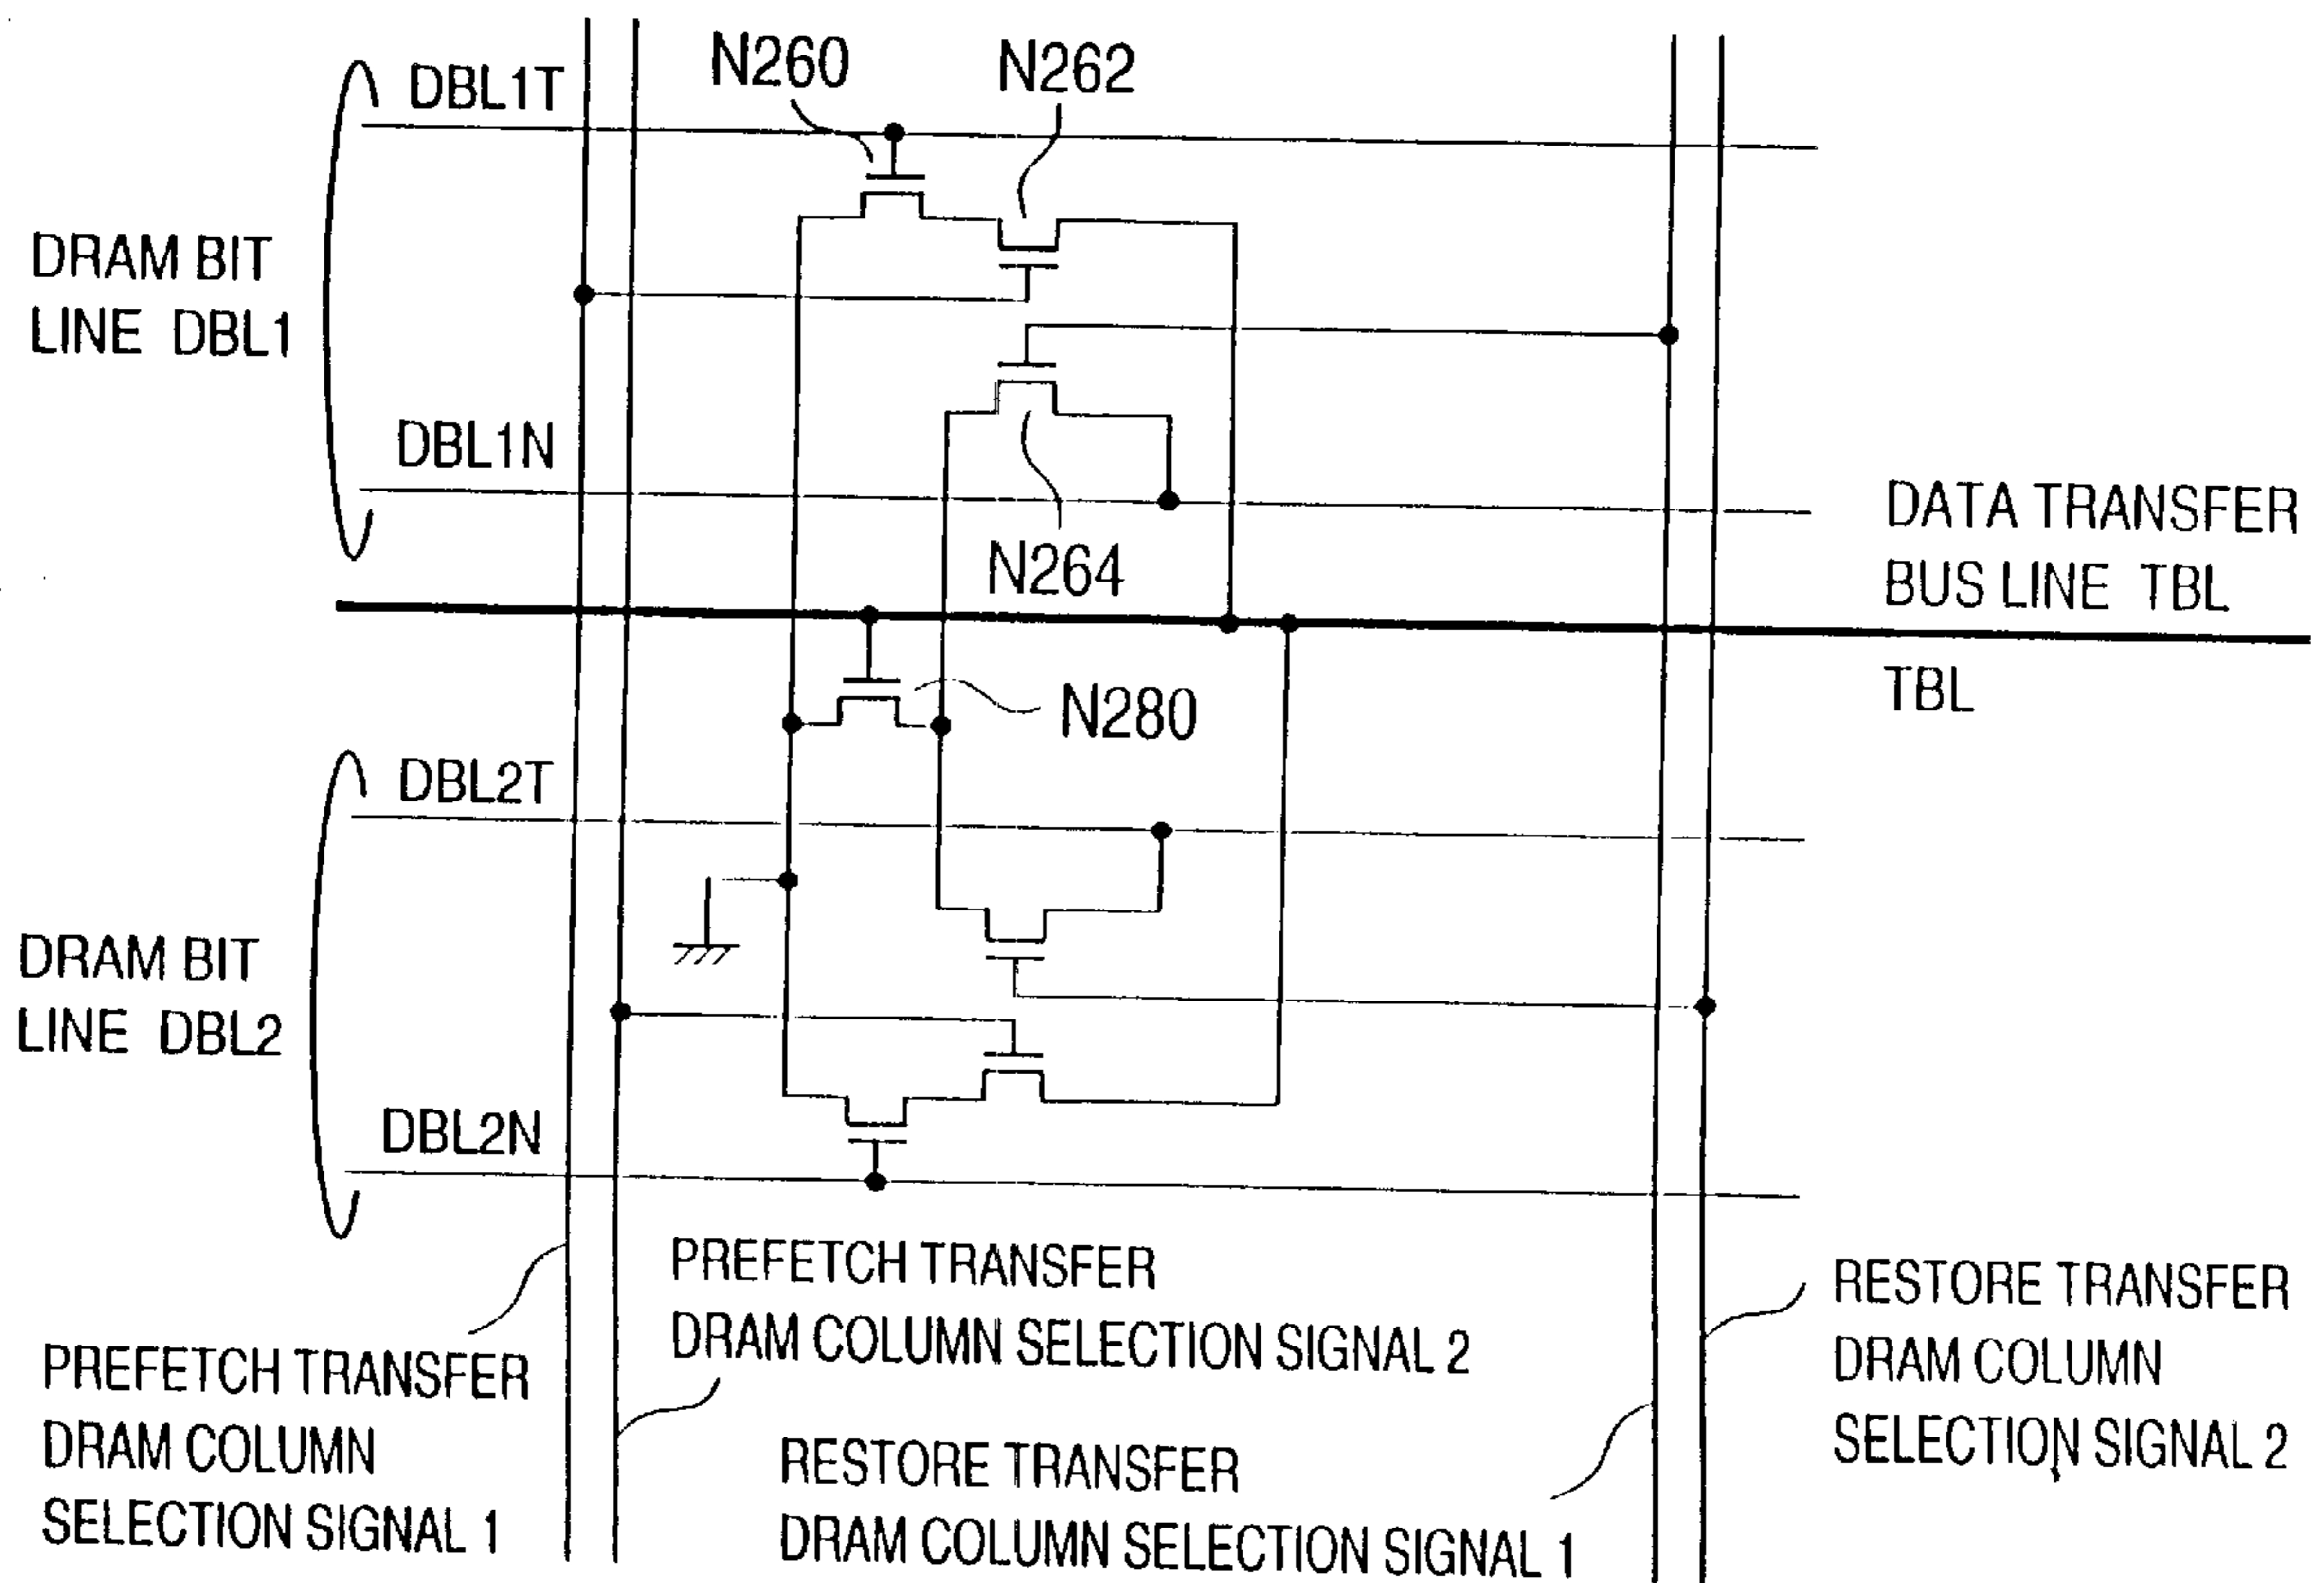 N260
N262
DBL1T
DRAM BIT
LINE DBL1
DBL1N
N264
DATA TRANSFER
BUS LINE TBL
TBL
N280
DBL2T
DRAM BIT
LINE DBL2
DBL2N
PREFETCH TRANSFER
DRAM COLUMN SELECTION SIGNAL 2
RESTORE TRANSFER
DRAM COLUMN
SELECTION SIGNAL 2
PREFETCH TRANSFER
DRAM COLUMN
SELECTION SIGNAL 1
RESTORE TRANSFER
DRAM COLUMN SELECTION SIGNAL 1